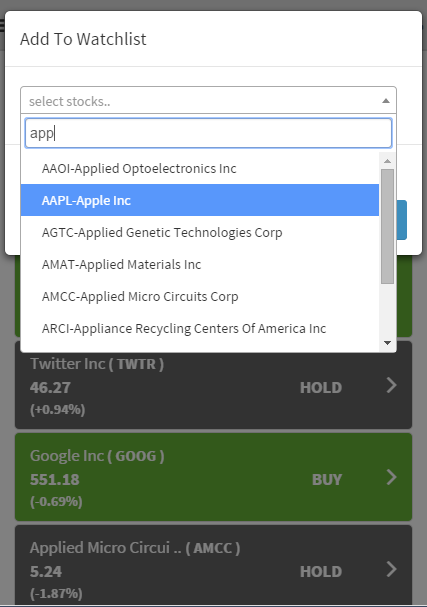 Add To Watchlist
select stocks..
app
AAOI-Applied Optoelectronics Inc
AAPL-Apple Inc
AGTC-Applied Genetic Technologies Corp
AMAT-Applied Materials Inc
AMCC-Applied Micro Circuits Corp
ARCI-Appliance Recycling Centers Of America Inc
Twitter Inc ( TWTR )
46.27 HOLD
(+0.94%)
Google Inc ( GOOG )
551.18 BUY
(-0.69%)
Applied Micro Circui .. ( AMCC )
5.24 HOLD
(-1.87%)